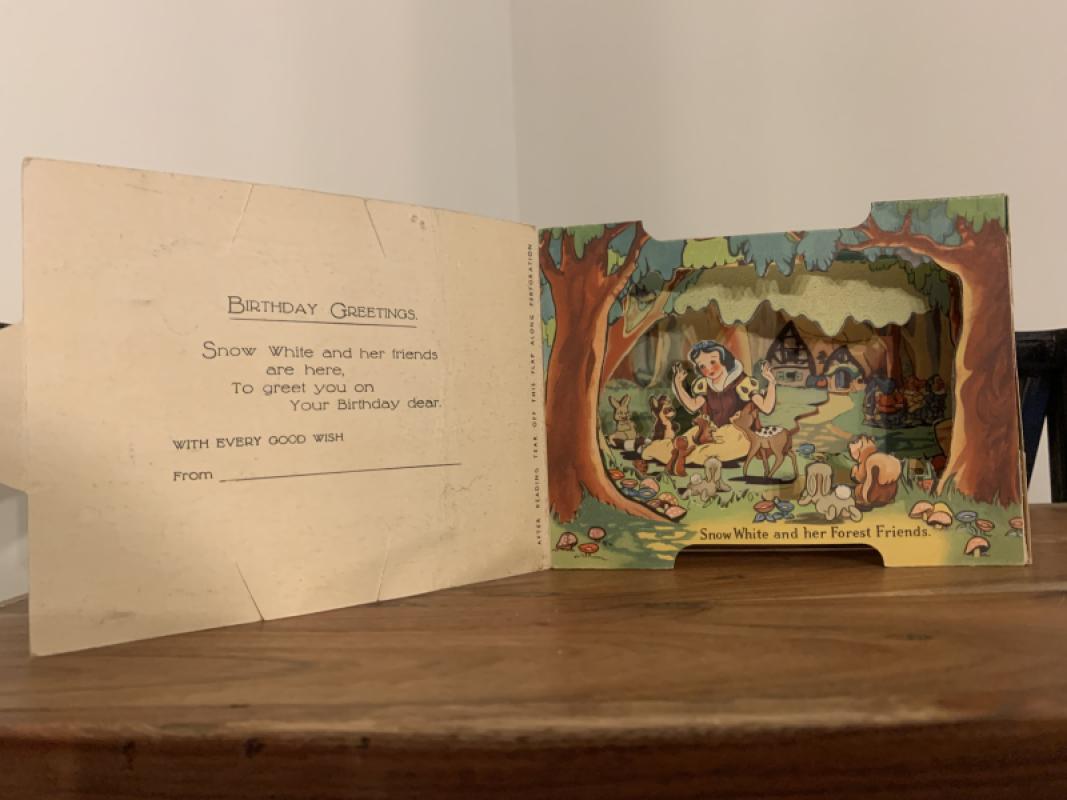 BIRTHDAY GREETINGS.
Snow White and her friends
are here,
To greet you on
Your Birthday dear.
WITH EVERY GOOD WISH
From
AFTER READING TEAR OFF THIS FLAP ALONG PERFORATION
Snow White and her Forest Friends.